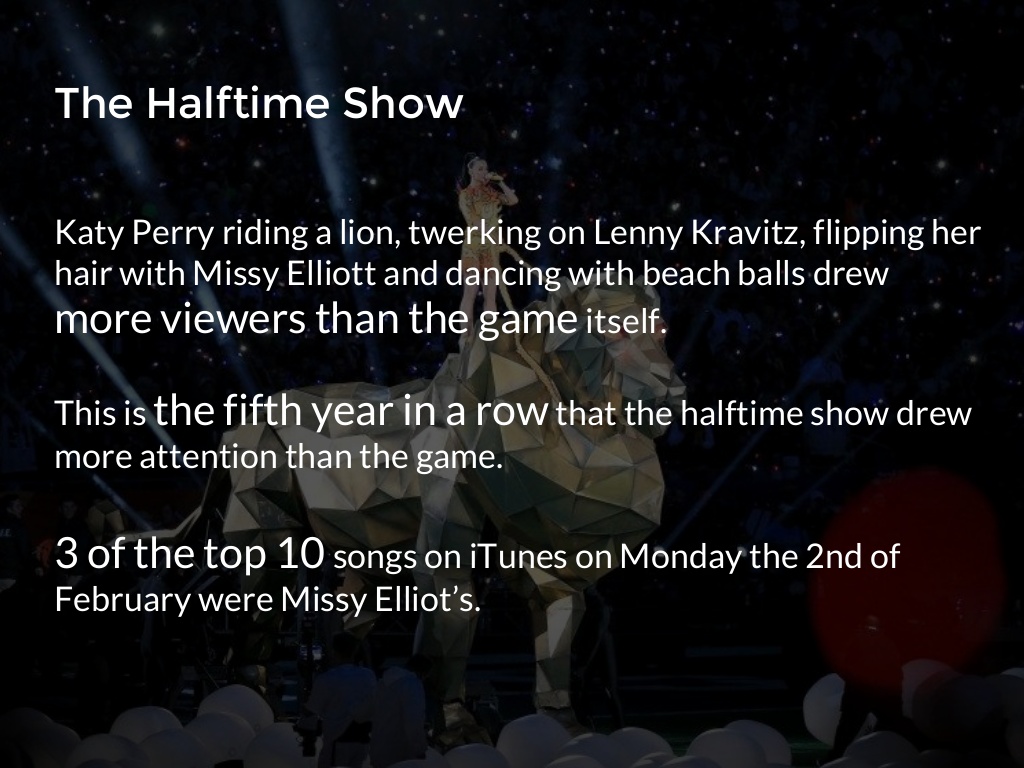 The Halftime Show
Katy Perry riding a lion, twerking on Lenny Kravitz, flipping her
hair with Missy Elliott and dancing with beach balls drew
more viewers than the game itself.
This is the fifth year in a row that the halftime show drew
more attention than the game.
3 of the top 10 songs on iTunes on Monday the 2nd of
February were Missy Elliot’s.